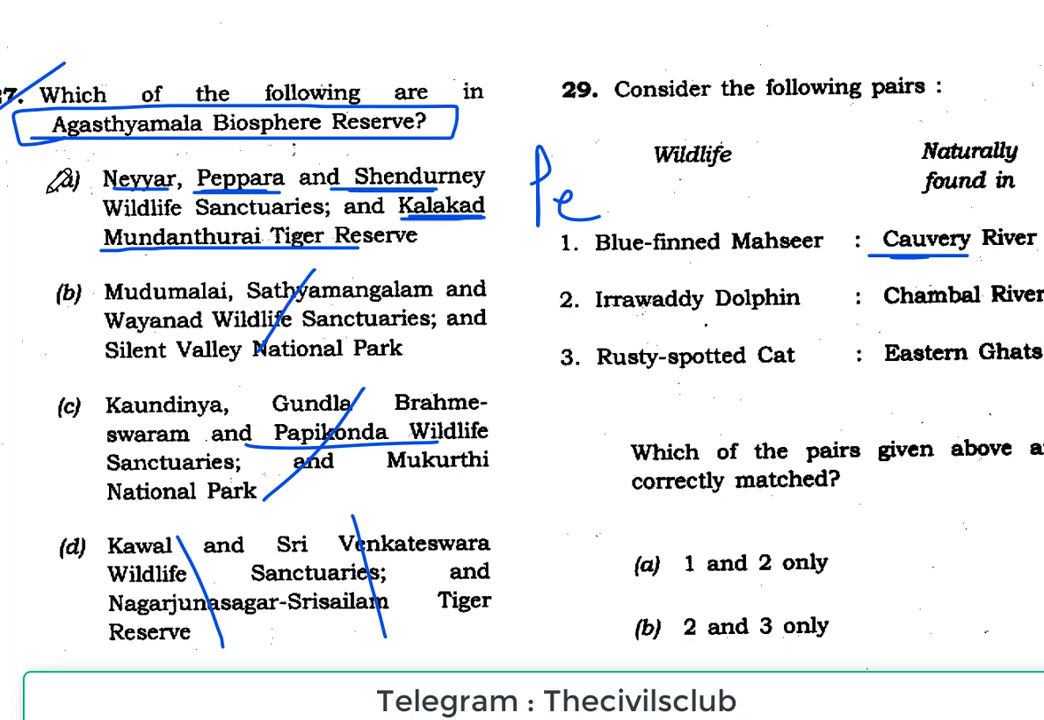 37. Which of the following are in
Agasthyamala Biosphere Reserve?
(a) Neyyar, Peppara and Shendurney
Wildlife Sanctuaries; and Kalakad
Mundanthurai Tiger Reserve
(b) Mudumalai, Sathyamangalam and
Wayanad Wildlife Sanctuaries; and
Silent Valley National Park
(c) Kaundinya, Gundla Brahme-
swaram and Papikonda Wildlife
Sanctuaries; and Mukurthi
National Park
(d) Kawal and Sri Venkateswara
Wildlife Sanctuaries; and
Nagarjunasagar-Srisailam Tiger
Reserve
Pe
29. Consider the following pairs :
Wildlife Naturally
found in
1. Blue-finned Mahseer : Cauvery River
2. Irrawaddy Dolphin : Chambal River
3. Rusty-spotted Cat : Eastern Ghats
Which of the pairs given above a
correctly matched?
(a) 1 and 2 only
(b) 2 and 3 only
Telegram : Thecivilsclub